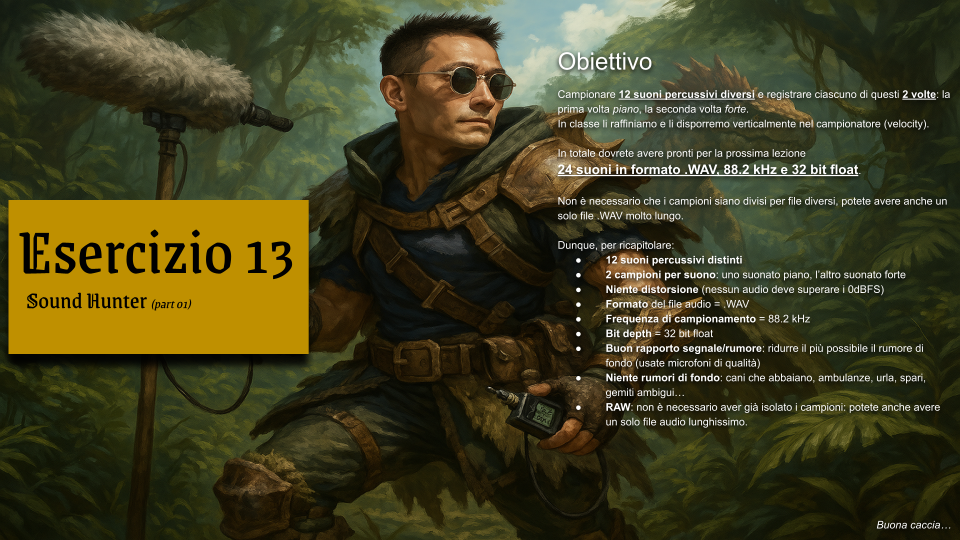 Esercizio 13
Sound Hunter (part 01)
Obiettivo
Campionare 12 suoni percussivi diversi e registrare ciascuno di questi 2 volte: la
prima volta piano, la seconda volta forte.
In classe li raffiniamo e li disporremo verticalmente nel campionatore (velocity).
In totale dovrete avere pronti per la prossima lezione
24 suoni in formato .WAV, 88.2 kHz e 32 bit float.
Non è necessario che i campioni siano divisi per file diversi, potete avere anche un
solo file .WAV molto lungo.
Dunque, per ricapitolare:
● 12 suoni percussivi distinti
● 2 campioni per suono: uno suonato piano, l'altro suonato forte
● Niente distorsione (nessun audio deve superare i 0dBFS)
● Formato del file audio = .WAV
● Frequenza di campionamento = 88.2 kHz
● Bit depth = 32 bit float
● Buon rapporto segnale/rumore: ridurre il più possibile il rumore di
fondo (usate microfoni di qualità)
● Niente rumori di fondo: cani che abbaiano, ambulanze, urla, spari,
gemiti ambigui…
● RAW: non è necessario aver già isolato i campioni: potete anche avere
un solo file audio lunghissimo.
Buona caccia…